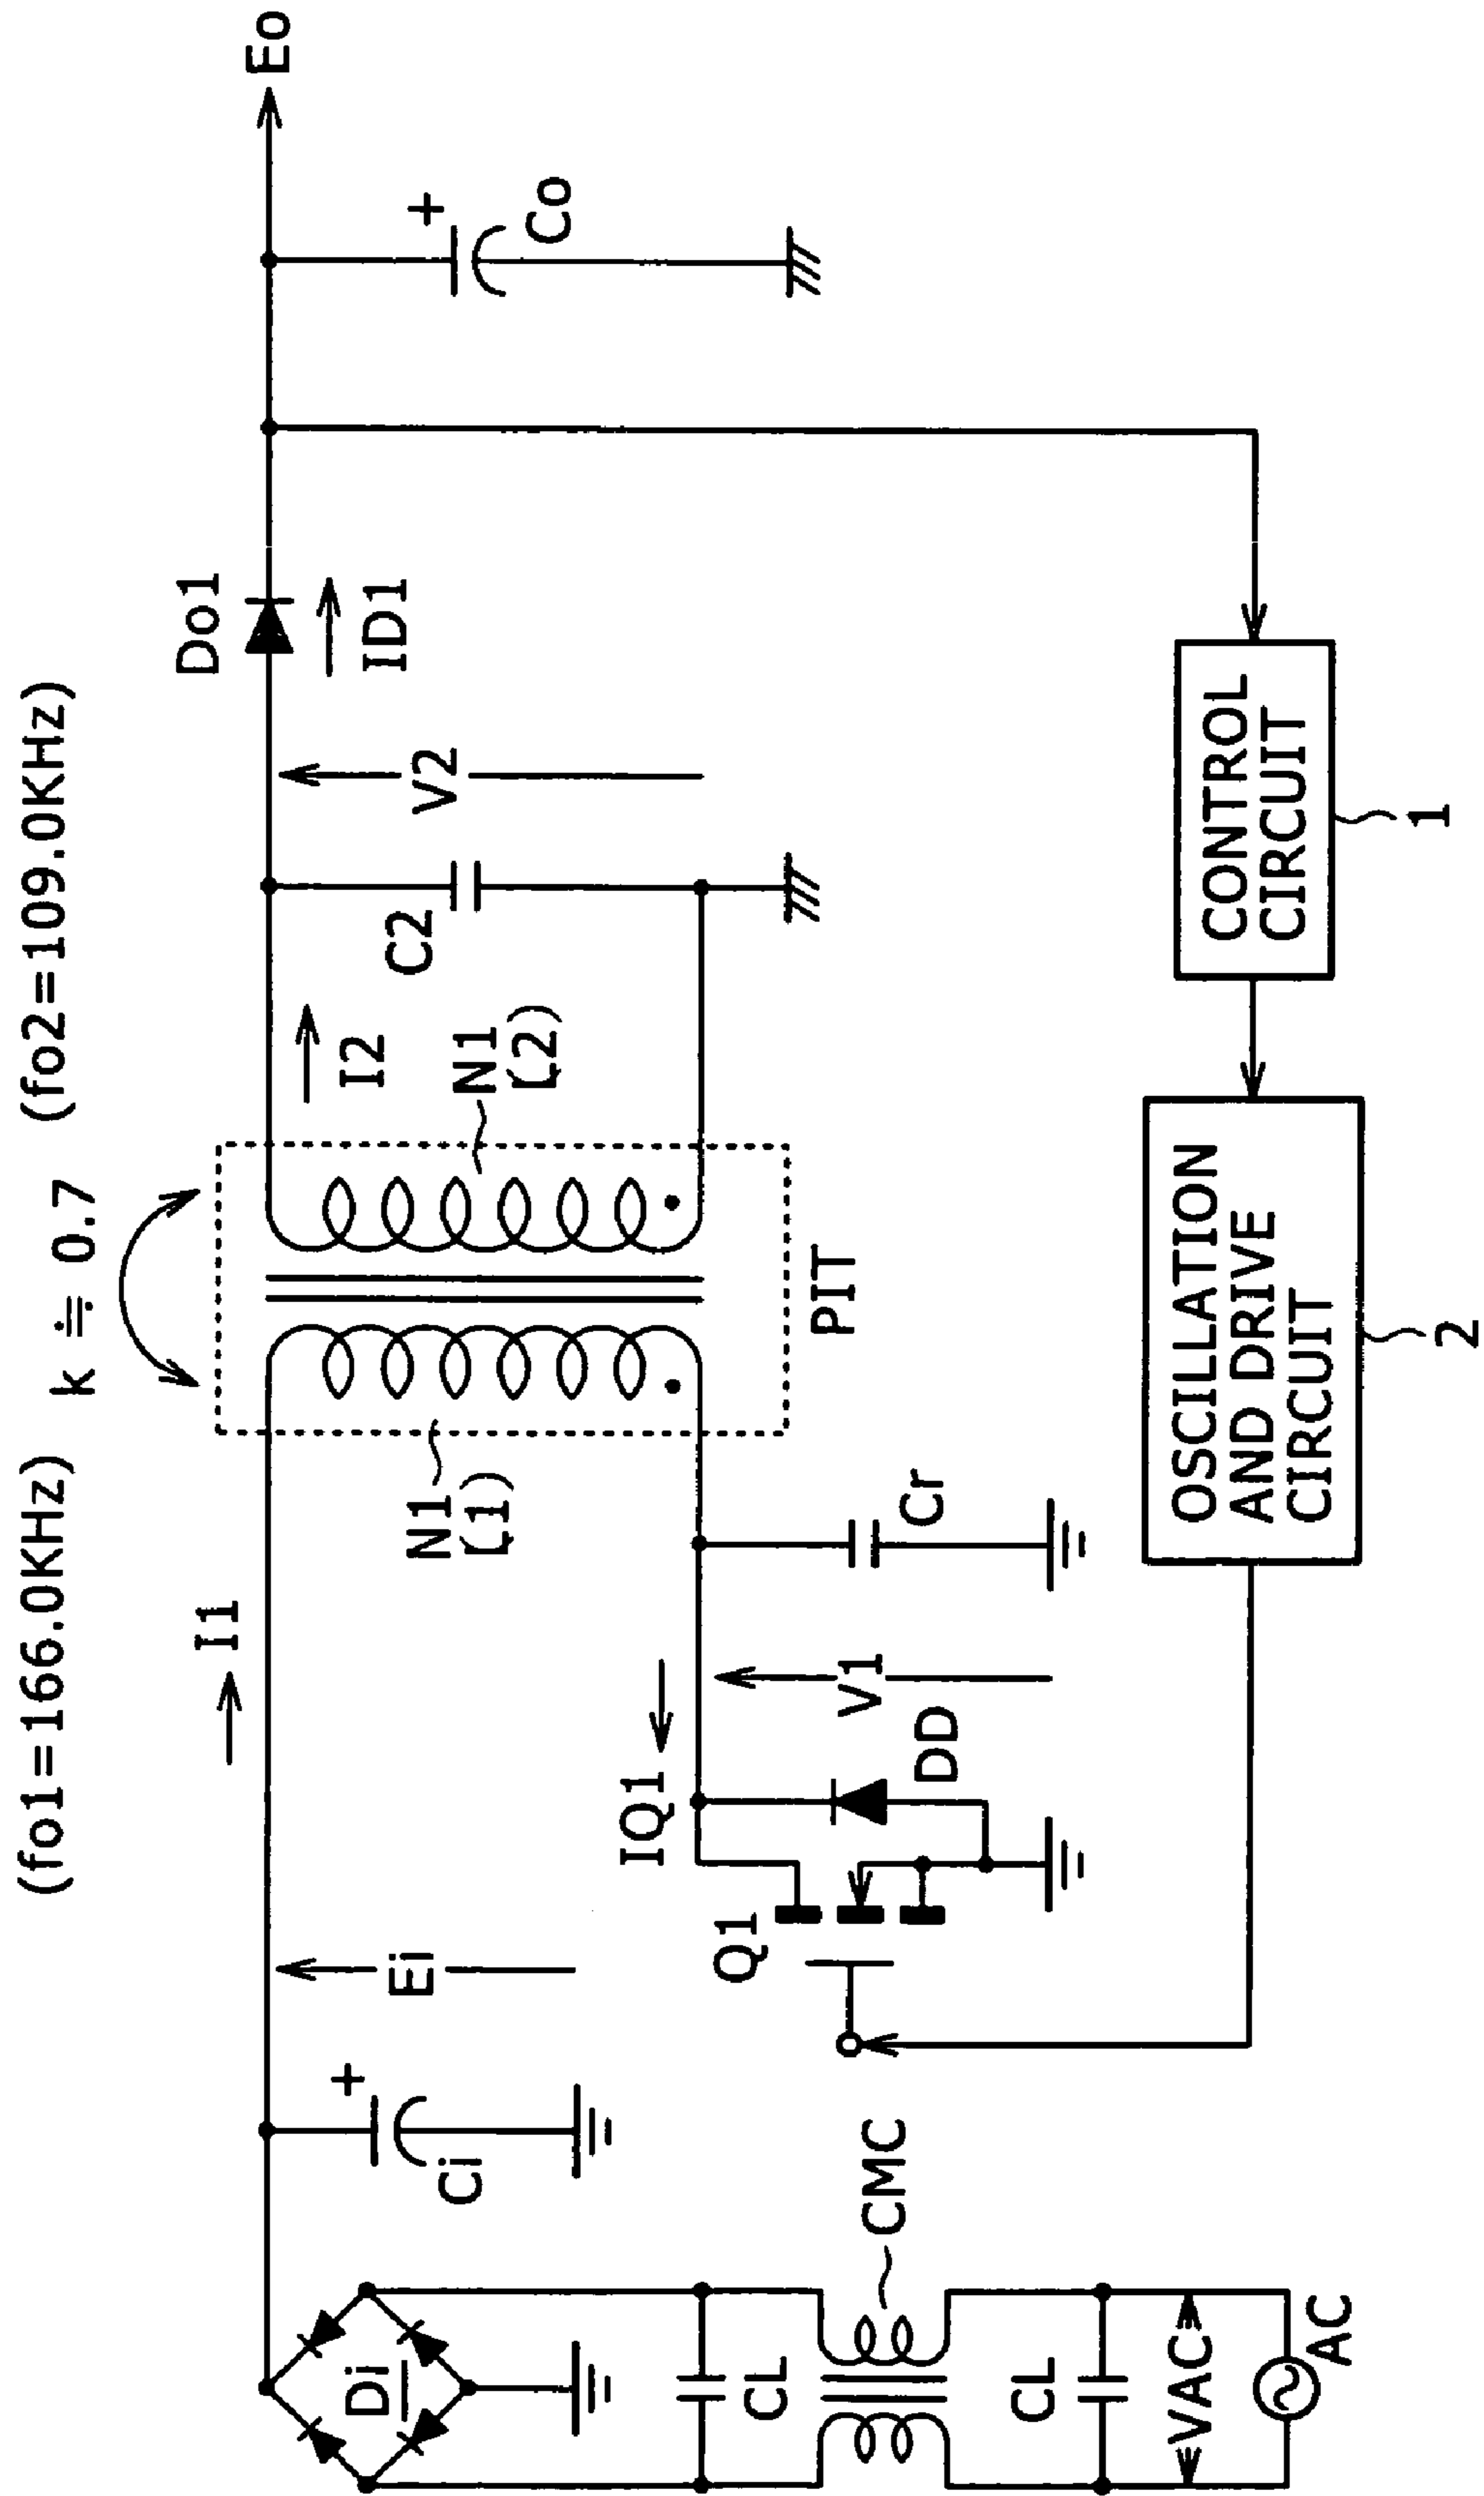 (fo1=166.0KHz)
k ≒ 0.7
(fo2=109.0KHz)
I1
Do1
Eo
ID1
+
Ci
Ei
Di
N1
(L1)
I2
N1
(L2)
C2
V2
+
Co
IQ1
Q1
V1
DD
Cr
PIT
CL
CMC
CL
VAC
AC
OSCILLATION
AND DRIVE
CIRCUIT
2
CONTROL
CIRCUIT
1